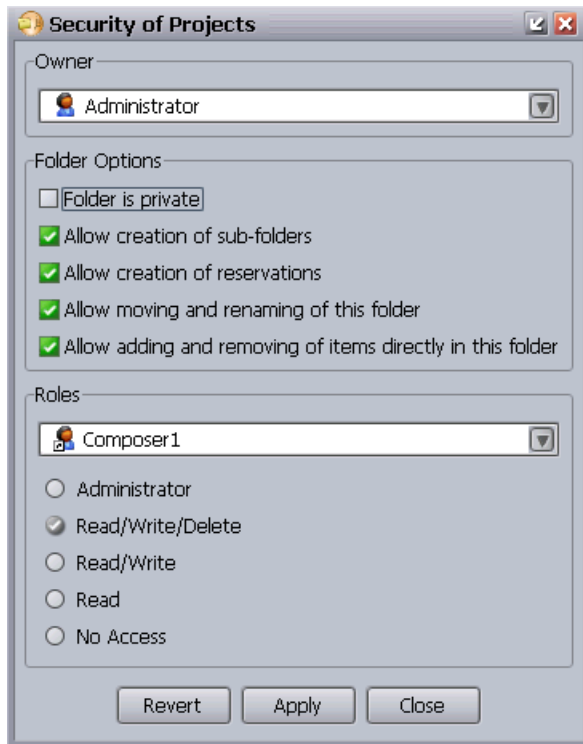 Security of Projects
Owner
Administrator
Folder Options
Folder is private
Allow creation of sub-folders
Allow creation of reservations
Allow moving and renaming of this folder
Allow adding and removing of items directly in this folder
Roles
Composer1
Administrator
Read/Write/Delete
Read/Write
Read
No Access
Revert Apply Close